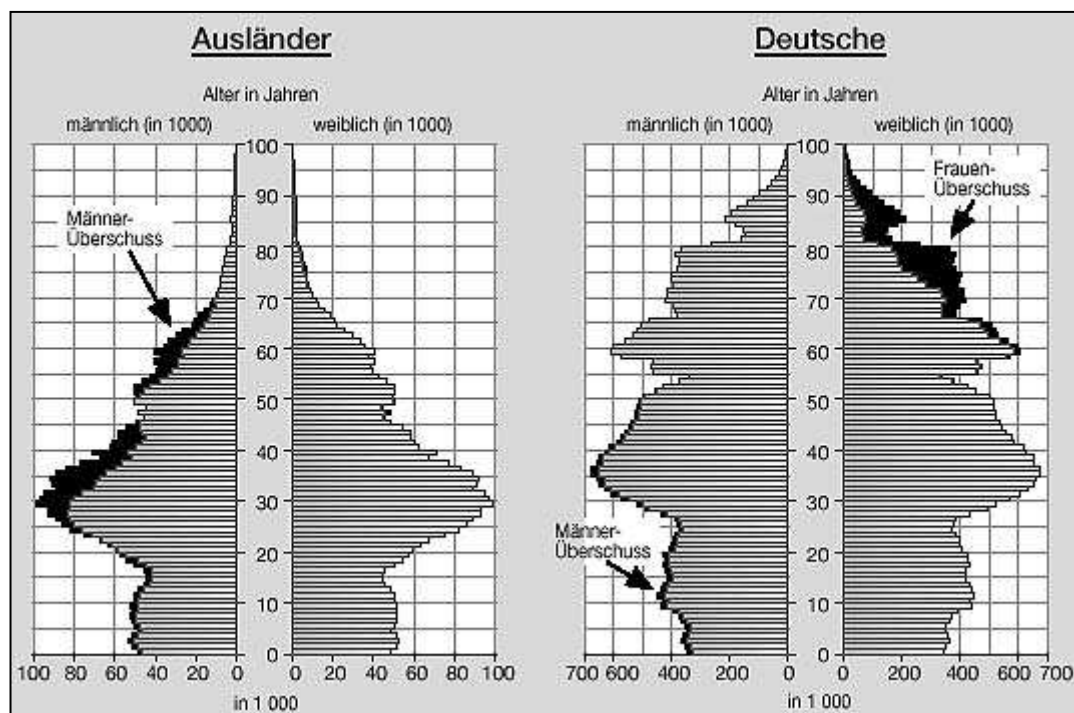 Ausländer
Alter in Jahren
männlich (in 1000)
weiblich (in 1000)
Männer-
Überschuss
100
90
80
70
60
50
40
30
20
10
0
100 80 60 40 20 0
0 20 40 60 80 100
in 1 000
Deutsche
Alter in Jahren
männlich (in 1000)
weiblich (in 1000)
Frauen-
Überschuss
Männer-
Überschuss
100
90
80
70
60
50
40
30
20
10
0
700 600 400 200 0
0 200 400 600 700
in 1 000